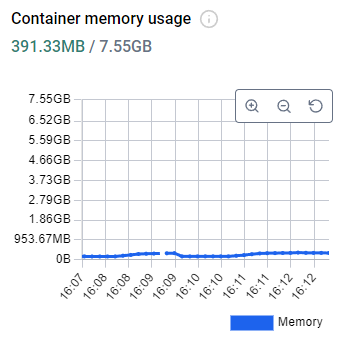 Container memory usage
391.33MB / 7.55GB
7.55GB
6.52GB
5.59GB
4.66GB
3.73GB
2.79GB
1.86GB
953.67MB
0B
16:07
16:08
16:08
16:09
16:09
16:10
16:10
16:11
16:11
16:12
16:12
Memory